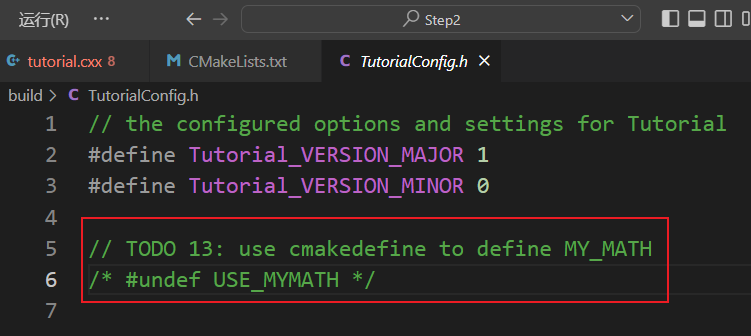 运行(R) ··· ← → Step2
tutorial.cxx 8 CMakeLists.txt TutorialConfig.h
build > C TutorialConfig.h
1 // the configured options and settings for Tutorial
2 #define Tutorial_VERSION_MAJOR 1
3 #define Tutorial_VERSION_MINOR 0
4
5 // TODO 13: use cmakedefine to define MY_MATH
6 /* #undef USE_MYMATH */
7